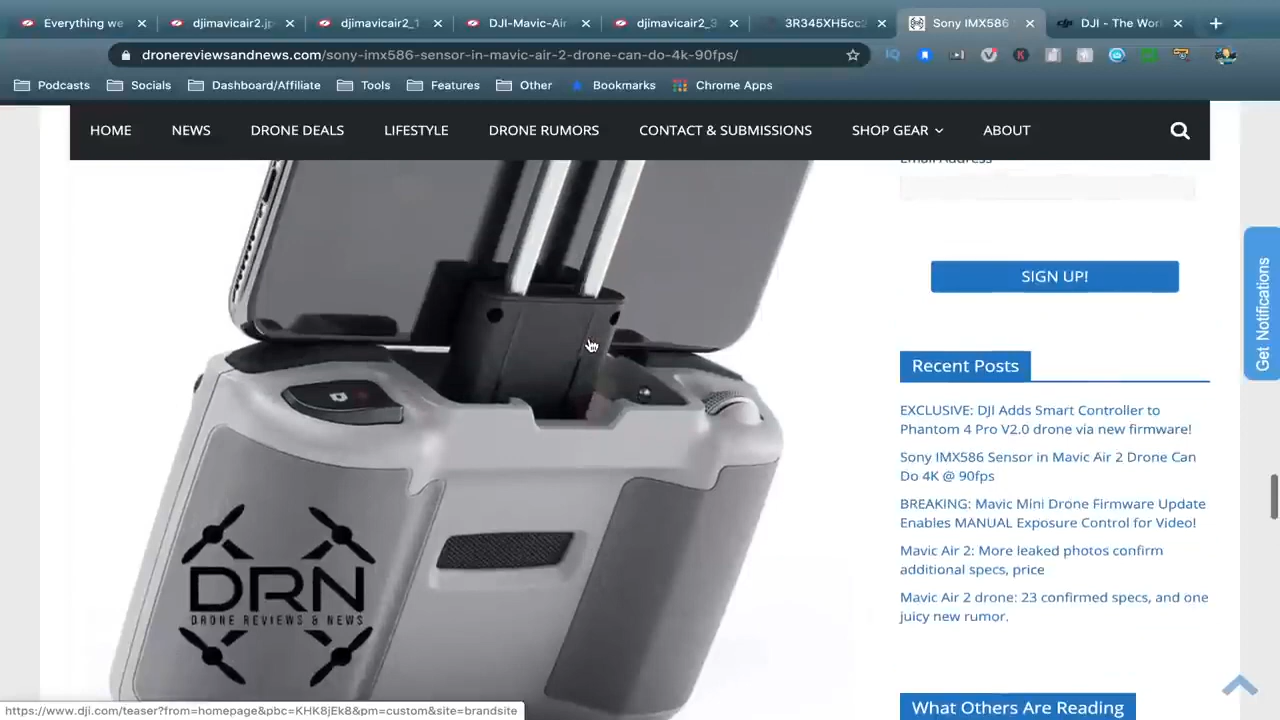 Everything we
djimavicair2.jp
djimavicair2_1
DJI-Mavic-Air
djimavicair2_3
3R345XH5cc2
Sony IMX586
DJI - The Worl
dronereviewsandnews.com/sony-imx586-sensor-in-mavic-air-2-drone-can-do-4k-90fps/
Podcasts
Socials
Dashboard/Affiliate
Tools
Features
Other
Bookmarks
Chrome Apps
HOME
NEWS
DRONE DEALS
LIFESTYLE
DRONE RUMORS
CONTACT & SUBMISSIONS
SHOP GEAR
ABOUT
Email Address
SIGN UP!
Get Notifications
Recent Posts
EXCLUSIVE: DJI Adds Smart Controller to
Phantom 4 Pro V2.0 drone via new firmware!
Sony IMX586 Sensor in Mavic Air 2 Drone Can
Do 4K @ 90fps
BREAKING: Mavic Mini Drone Firmware Update
Enables MANUAL Exposure Control for Video!
Mavic Air 2: More leaked photos confirm
additional specs, price
Mavic Air 2 drone: 23 confirmed specs, and one
juicy new rumor.
What Others Are Reading
DRN
DRONE REVIEWS & NEWS
https://www.dji.com/teaser?from=homepage&pbc=KHK8jEk8&pm=custom&site=brandsite